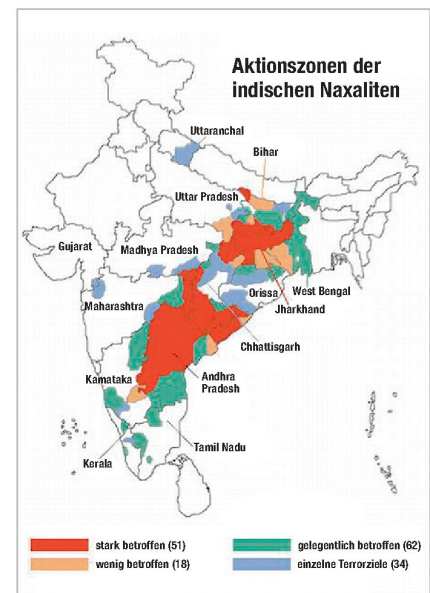 Aktionszonen der
indischen Naxaliten
Uttaranchal
Bihar
Uttar Pradesh
Gujarat
Madhya Pradesh
Maharashtra
Orissa
West Bengal
Jharkhand
Chhattisgarh
Karnataka
Andhra
Pradesh
Tamil Nadu
Kerala
stark betroffen (51)
gelegentlich betroffen (62)
wenig betroffen (18)
einzelne Terrorziele (34)